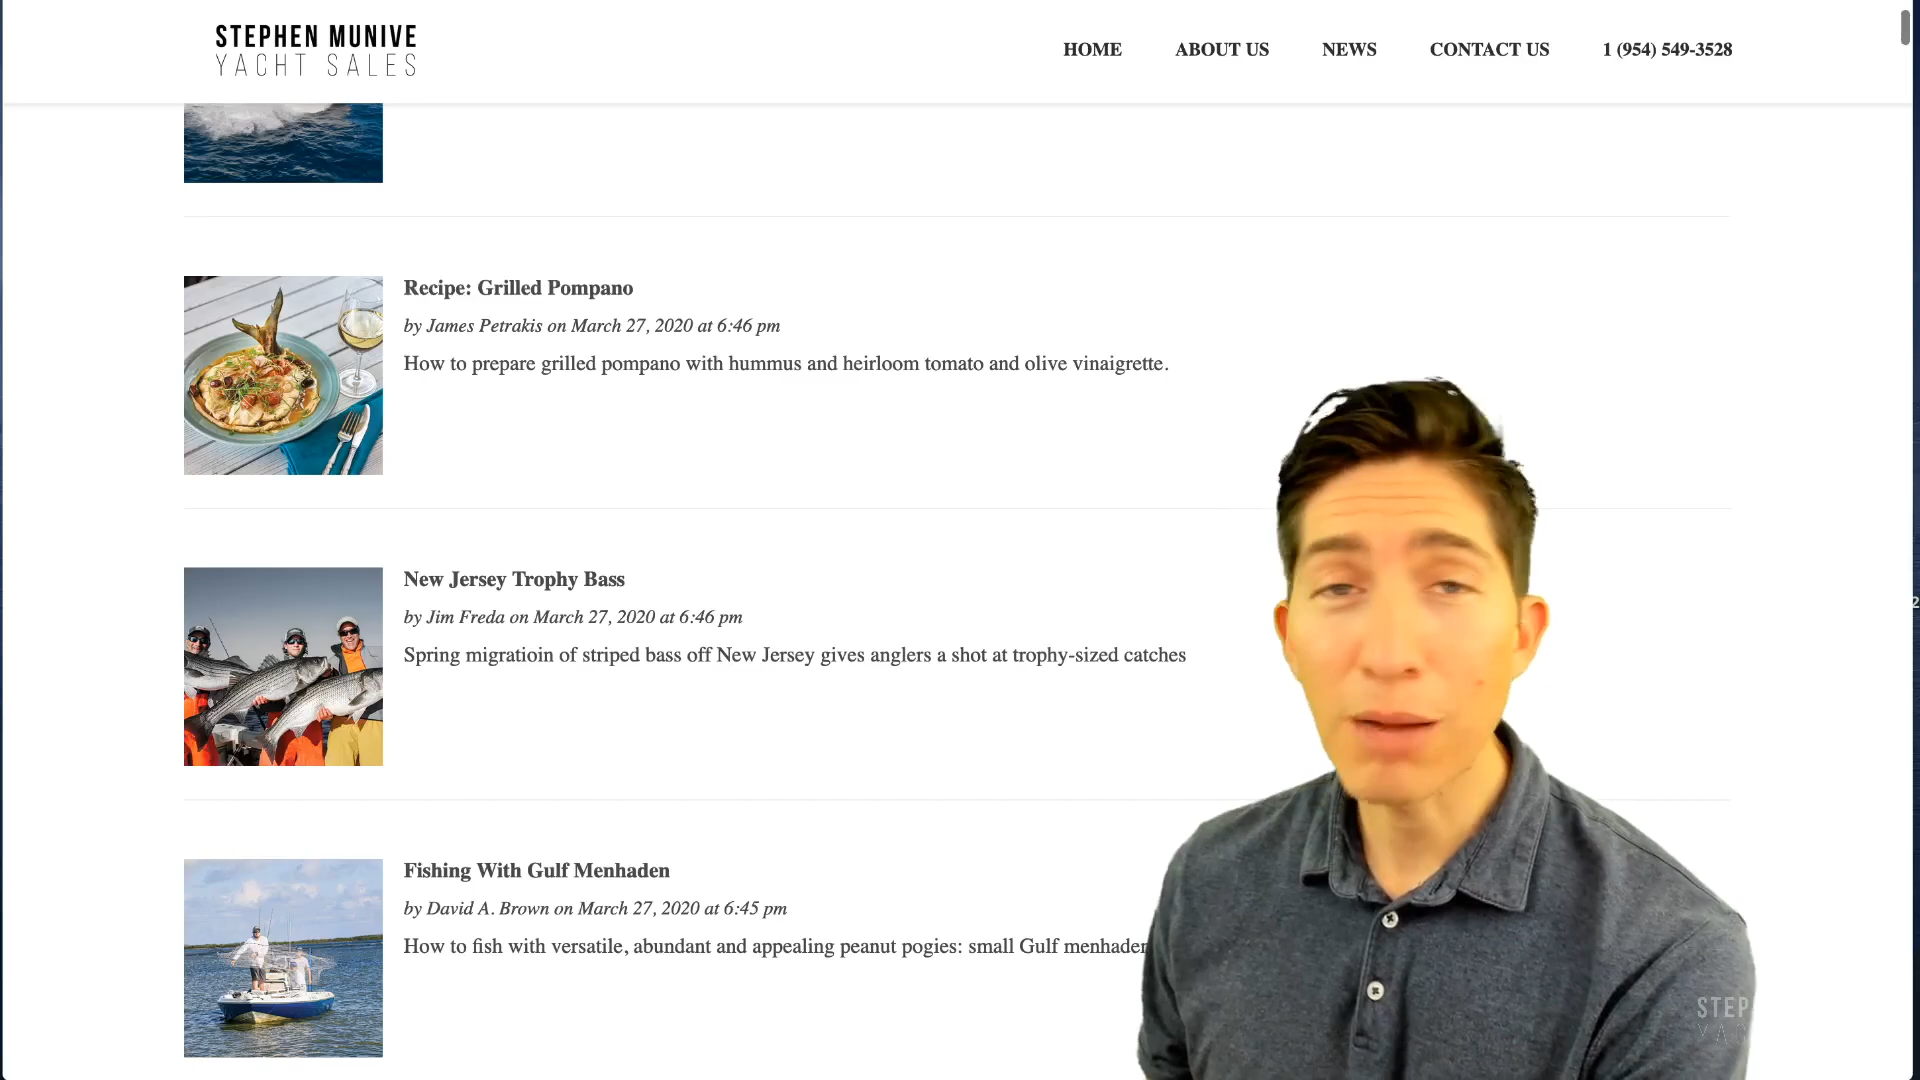 STEPHEN MUNIVE
YACHT SALES
HOME ABOUT US NEWS CONTACT US 1 (954) 549-3528
Recipe: Grilled Pompano
by James Petrakis on March 27, 2020 at 6:46 pm
How to prepare grilled pompano with hummus and heirloom tomato and olive vinaigrette.
New Jersey Trophy Bass
by Jim Freda on March 27, 2020 at 6:46 pm
Spring migratioin of striped bass off New Jersey gives anglers a shot at trophy-sized catches
Fishing With Gulf Menhaden
by David A. Brown on March 27, 2020 at 6:45 pm
How to fish with versatile, abundant and appealing peanut pogies: small Gulf menhaden
STEP
YAC